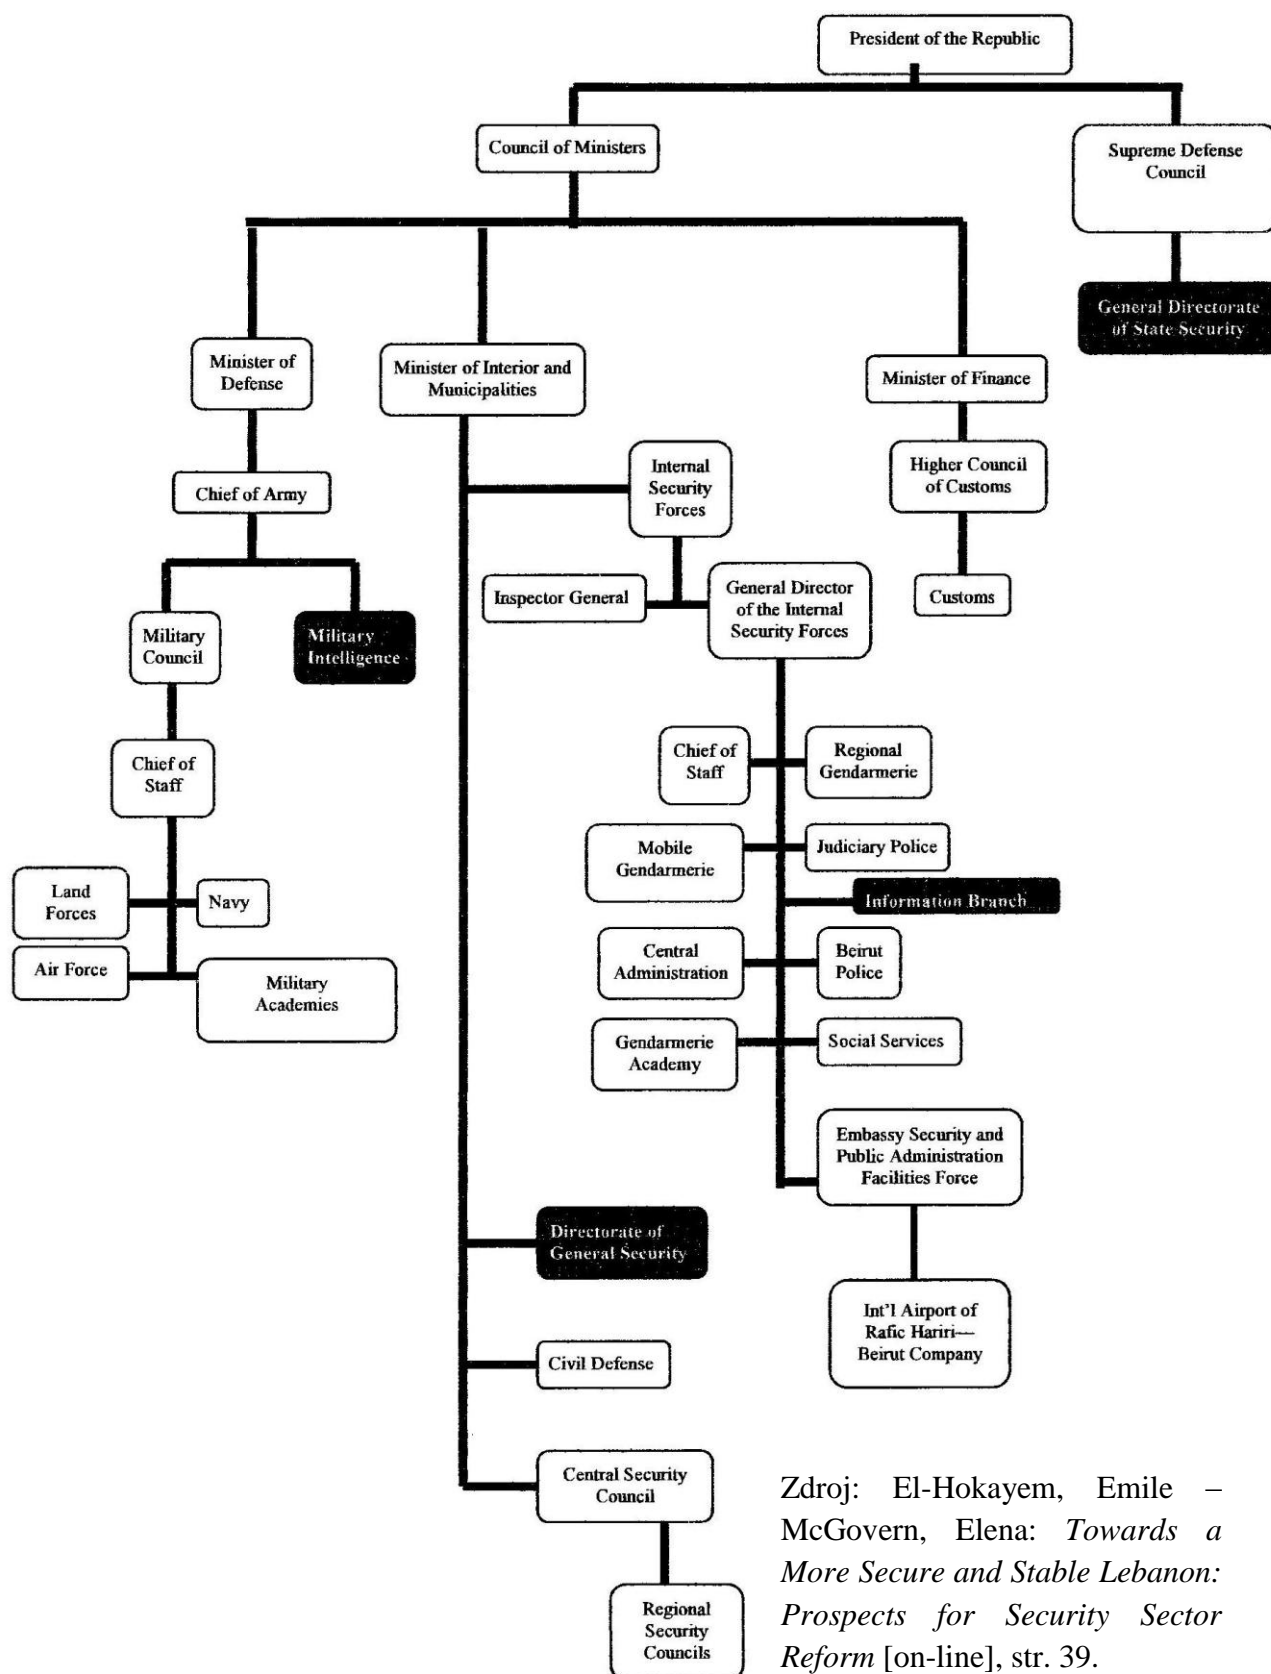 President of the Republic
Council of Ministers
Supreme Defense
Council
General Directorate
of State Security
Minister of
Defense
Minister of Interior and
Municipalities
Minister of Finance
Chief of Army
Internal
Security
Forces
Higher Council
of Customs
Inspector General
General Director
of the Internal
Security Forces
Customs
Military
Council
Military
Intelligence
Chief of
Staff
Chief of
Staff
Regional
Gendarmerie
Mobile
Gendarmerie
Judiciary Police
Land
Forces
Navy
Information Branch
Air Force
Military
Academies
Central
Administration
Beirut
Police
Gendarmerie
Academy
Social Services
Embassy Security and
Public Administration
Facilities Force
Directorate of
General Security
Int'l Airport of
Rafic Hariri—
Beirut Company
Civil Defense
Central Security
Council
Regional
Security
Councils
Zdroj: El-Hokayem, Emile –
McGovern, Elena: Towards a
More Secure and Stable Lebanon:
Prospects for Security Sector
Reform [on-line], str. 39.